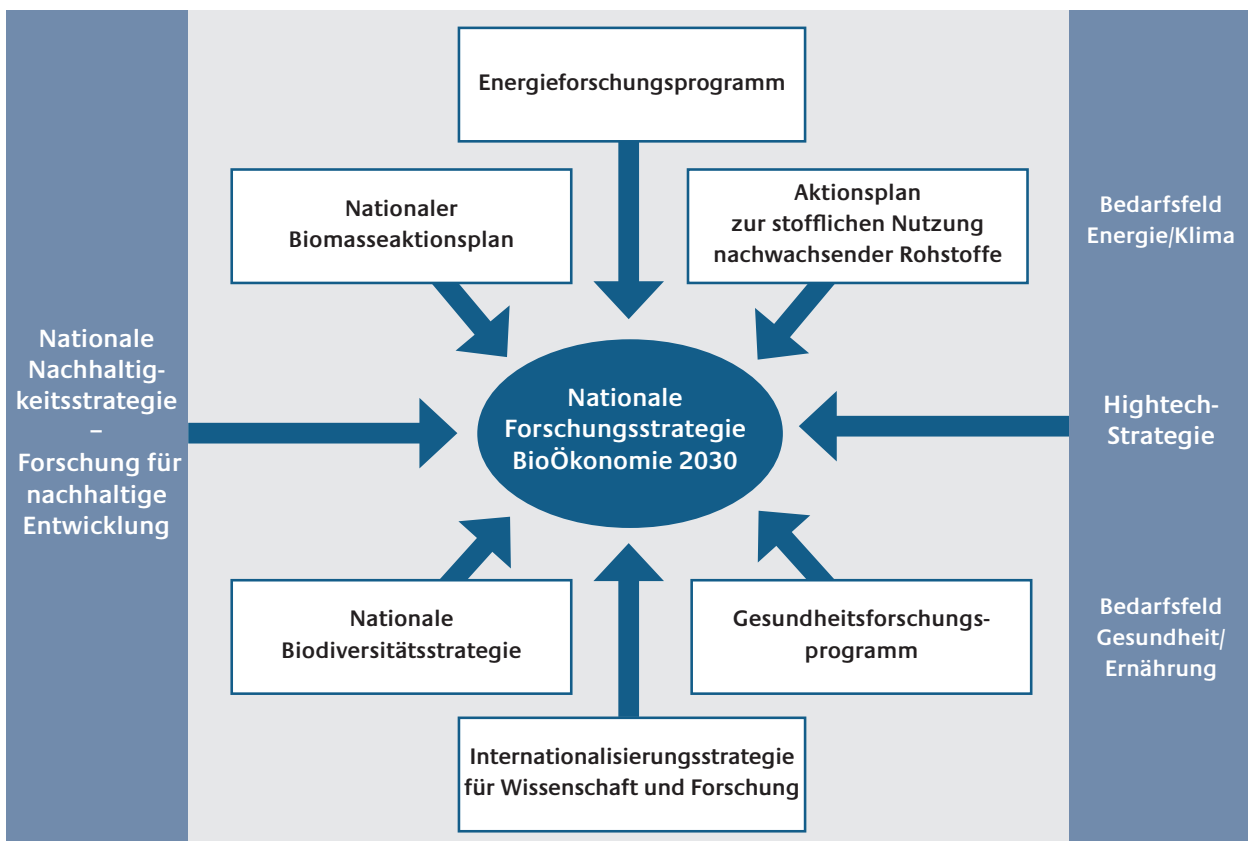 Energieforschungsprogramm
Nationaler
Biomasseaktionsplan
Aktionsplan
zur stofflichen Nutzung
nachwachsender Rohstoffe
Bedarfsfeld
Energie/Klima
Nationale
Nachhaltig-
keitsstrategie
–
Forschung für
nachhaltige
Entwicklung
Nationale
Forschungsstrategie
BioÖkonomie 2030
Hightech-
Strategie
Nationale
Biodiversitätsstrategie
Gesundheitsforschungs-
programm
Bedarfsfeld
Gesundheit/
Ernährung
Internationalisierungsstrategie
für Wissenschaft und Forschung